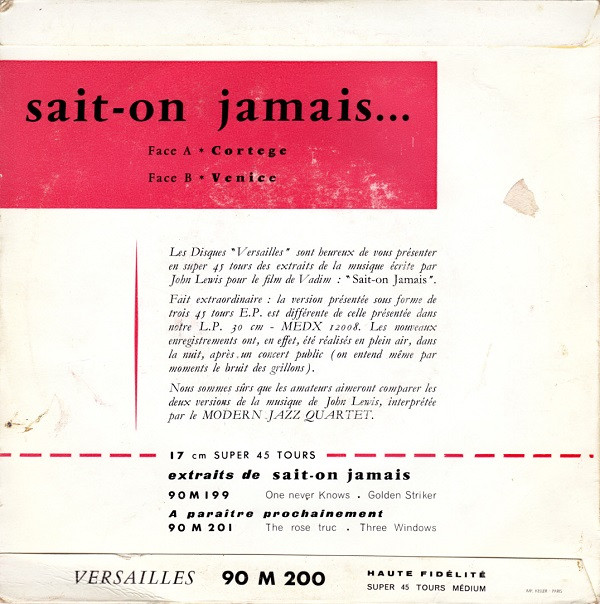 sait-on jamais...
Face A * Cortege
Face B * Venice
Les Disques "Versailles" sont heureux de vous présenter
en super 45 tours des extraits de la musique écrite par
John Lewis pour le film de Vadim : "Sait-on Jamais".
Fait extraordinaire : la version présentée sous forme de
trois 45 tours E.P. est différente de celle présentée dans
notre L.P. 30 cm - MEDX 12008. Les nouveaux
enregistrements ont, en effet, été réalisés en plein air, dans
la nuit, après un concert public (on entend même par
moments le bruit des grillons).
Nous sommes sûrs que les amateurs aimeront comparer les
deux versions de la musique de John Lewis, interprétée
par le MODERN JAZZ QUARTET.
17 cm SUPER 45 TOURS
extraits de sait-on jamais
90 M 199 One never Knows . Golden Striker
A paraître prochainement
90 M 201 The rose truc . Three Windows
VERSAILLES 90 M 200 HAUTE FIDÉLITÉ
SUPER 45 TOURS MÉDIUM